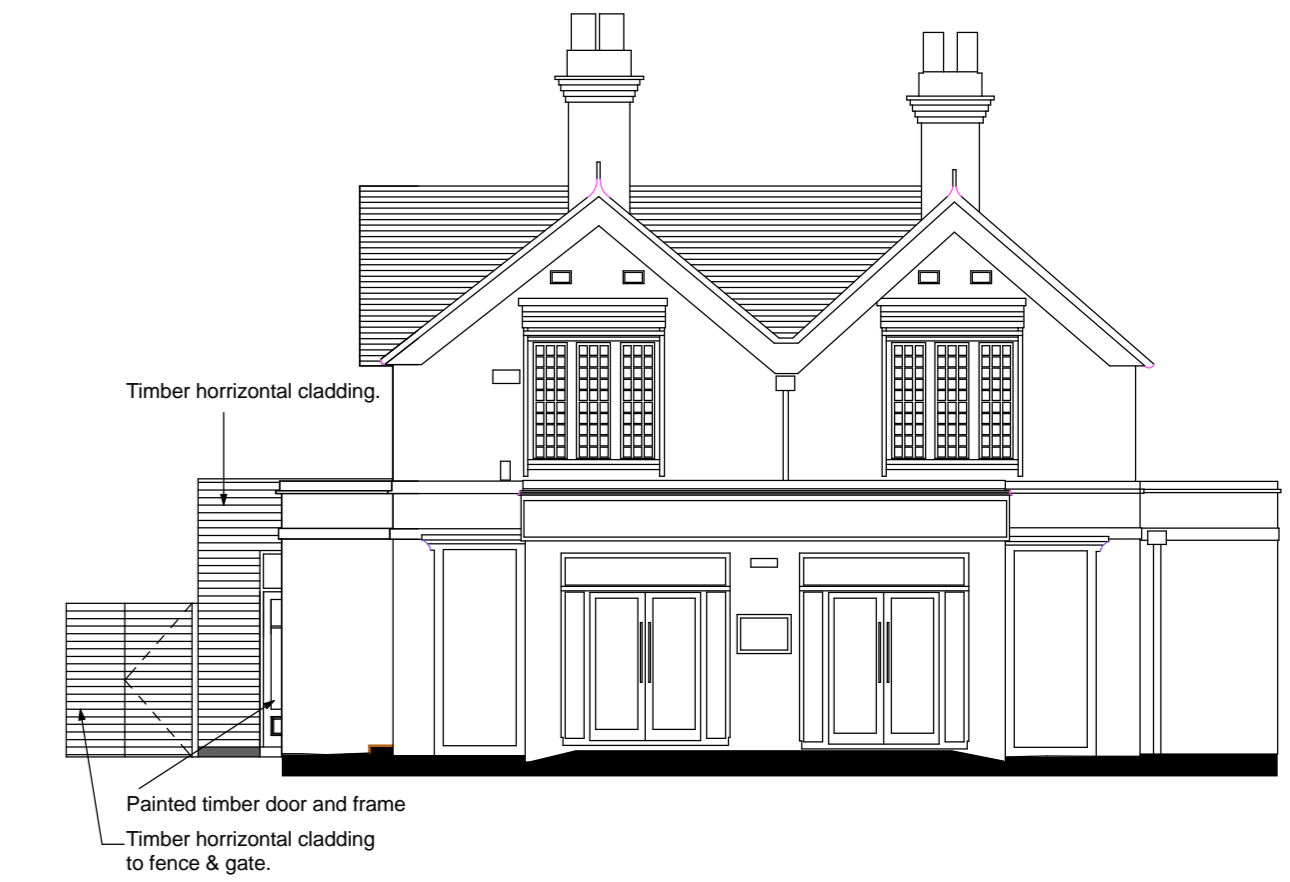 Timber horrizontal cladding.
Painted timber door and frame
Timber horrizontal cladding
to fence & gate.